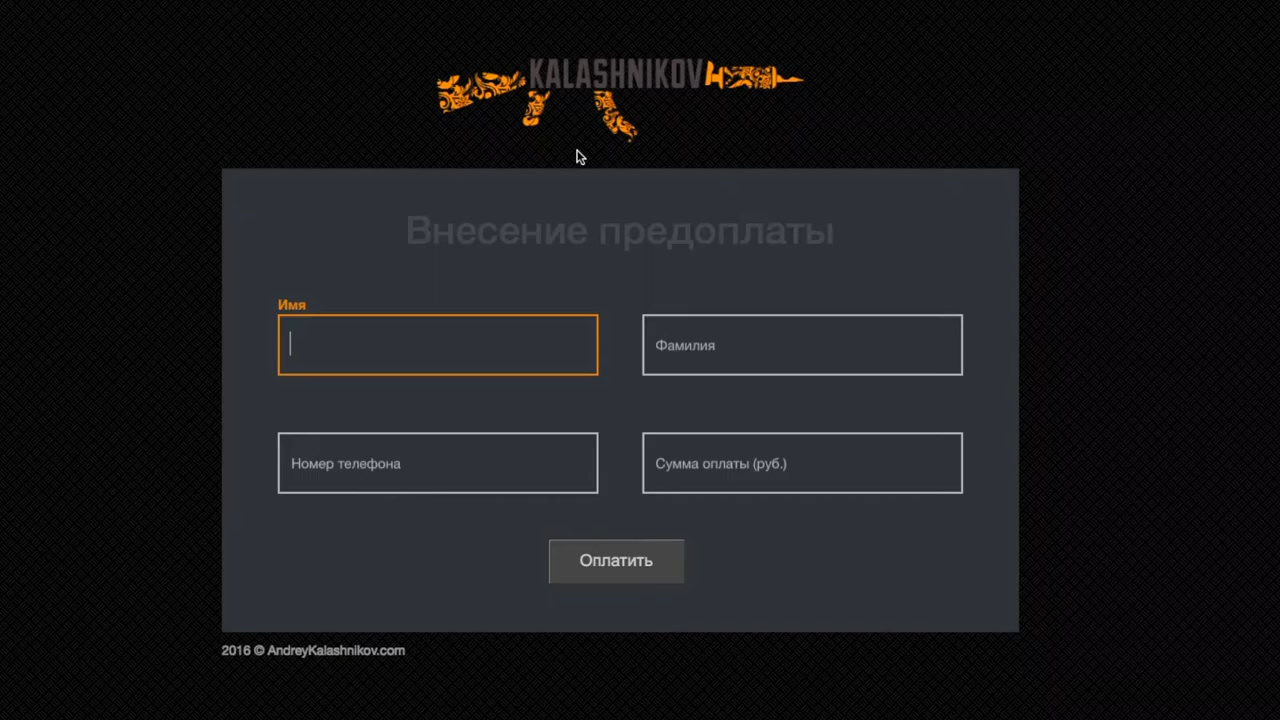 KALASHNIKOV
Внесение предоплаты
Имя
Фамилия
Номер телефона
Сумма оплаты (руб.)
Оплатить
2016 © AndreyKalashnikov.com